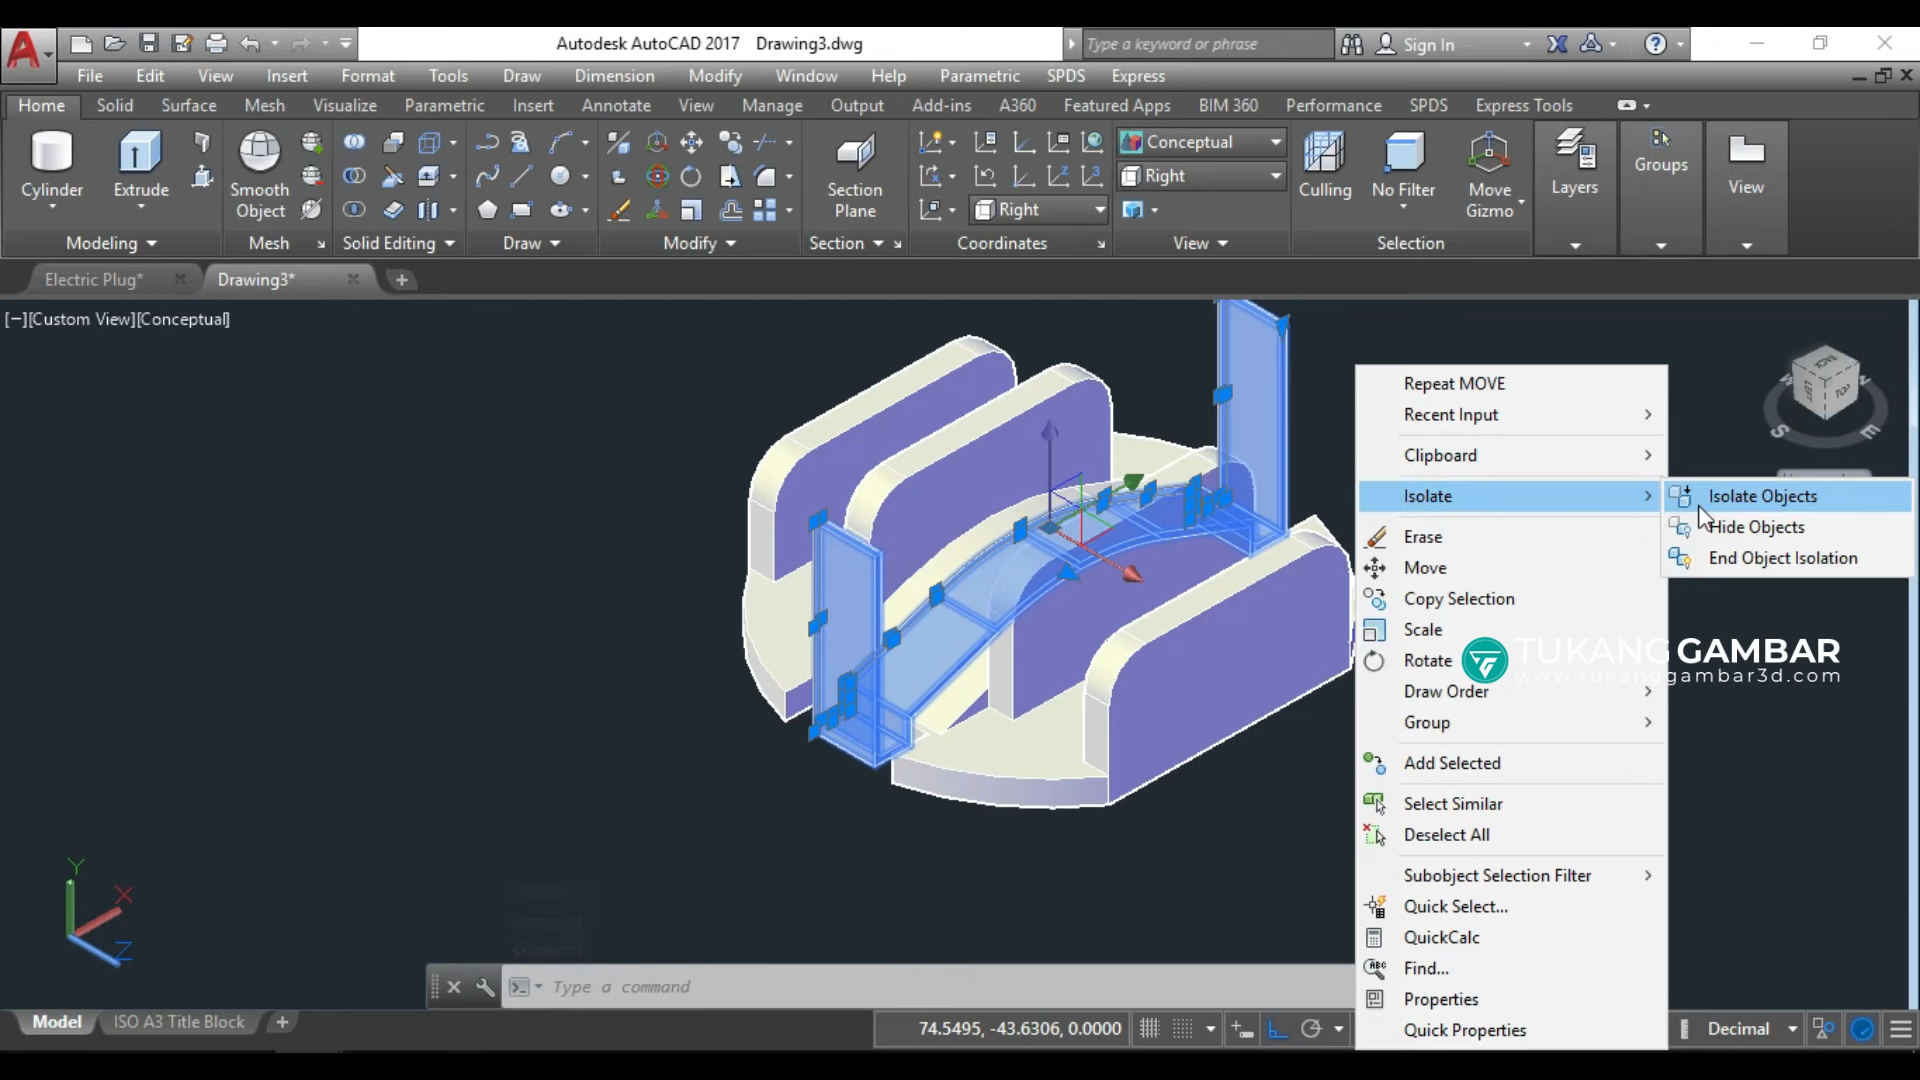 Autodesk AutoCAD 2017 Drawing3.dwg
Type a keyword or phrase
Sign In
File Edit View Insert Format Tools Draw Dimension Modify Window Help Parametric SPDS Express
Home Solid Surface Mesh Visualize Parametric Insert Annotate View Manage Output Add-ins A360 Featured Apps BIM 360 Performance SPDS Express Tools
Cylinder
Extrude
Smooth Object
Section Plane
Conceptual
Right
Right
Culling
No Filter
Move Gizmo
Layers
Groups
View
Modeling Mesh Solid Editing Draw Modify Section Coordinates View Selection
Electric Plug* Drawing3*
[−][Custom View][Conceptual]
Repeat MOVE
Recent Input
Clipboard
Isolate
Isolate Objects
Hide Objects
End Object Isolation
Erase
Move
Copy Selection
Scale
Rotate
Draw Order
Group
Add Selected
Select Similar
Deselect All
Subobject Selection Filter
Quick Select...
QuickCalc
Find...
Properties
Quick Properties
TUKANGGAMBAR
www.tukanggambar3d.com
TOP
S
E
Y
X
Z
Type a command
Model ISO A3 Title Block
74.5495, -43.6306, 0.0000
Decimal